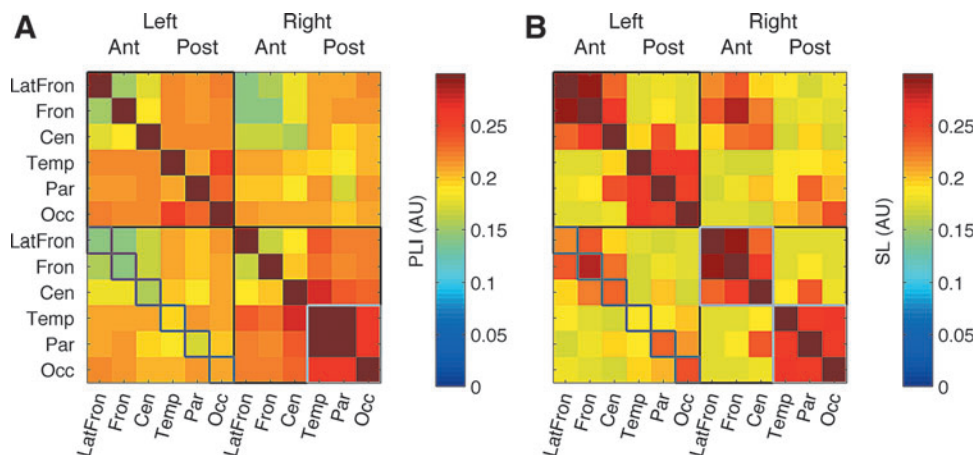 A
Left
Right
Ant
Post
Ant
Post
LatFron
Fron
Cen
Temp
Par
Occ
LatFron
Fron
Cen
Temp
Par
Occ
LatFron
Fron
Cen
Temp
Par
Occ
LatFron
Fron
Cen
Temp
Par
Occ
0.25
0.2
0.15
0.1
0.05
0
PLI (AU)
B
Left
Right
Ant
Post
Ant
Post
LatFron
Fron
Cen
Temp
Par
Occ
LatFron
Fron
Cen
Temp
Par
Occ
0.25
0.2
0.15
0.1
0.05
0
SL (AU)